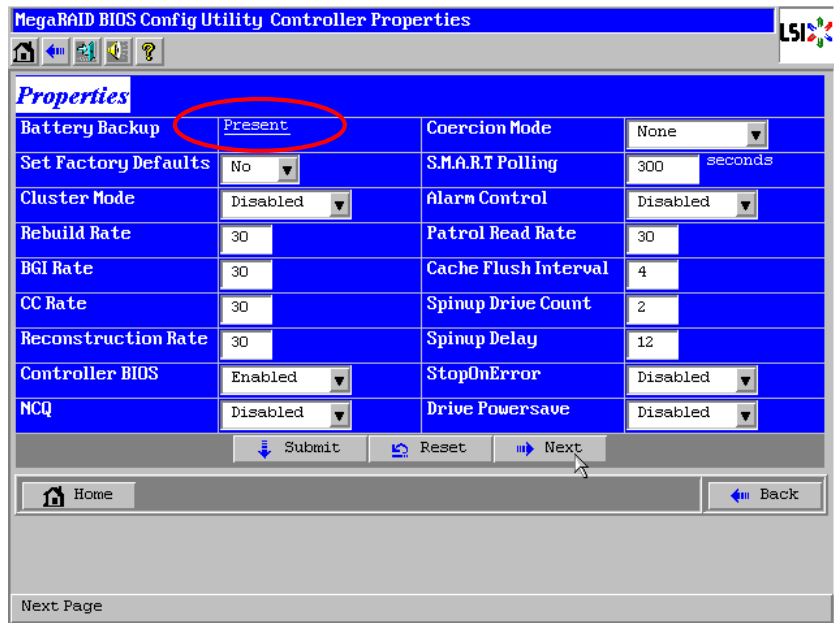 MegaRAID BIOS Config Utility Controller Properties
LSI
Properties
Battery Backup Present Coercion Mode None
Set Factory Defaults No S.M.A.R.T Polling 300 seconds
Cluster Mode Disabled Alarm Control Disabled
Rebuild Rate 30 Patrol Read Rate 30
BGI Rate 30 Cache Flush Interval 4
CC Rate 30 Spinup Drive Count 2
Reconstruction Rate 30 Spinup Delay 12
Controller BIOS Enabled StopOnError Disabled
NCQ Disabled Drive Powersave Disabled
Submit Reset Next
Home Back
Next Page